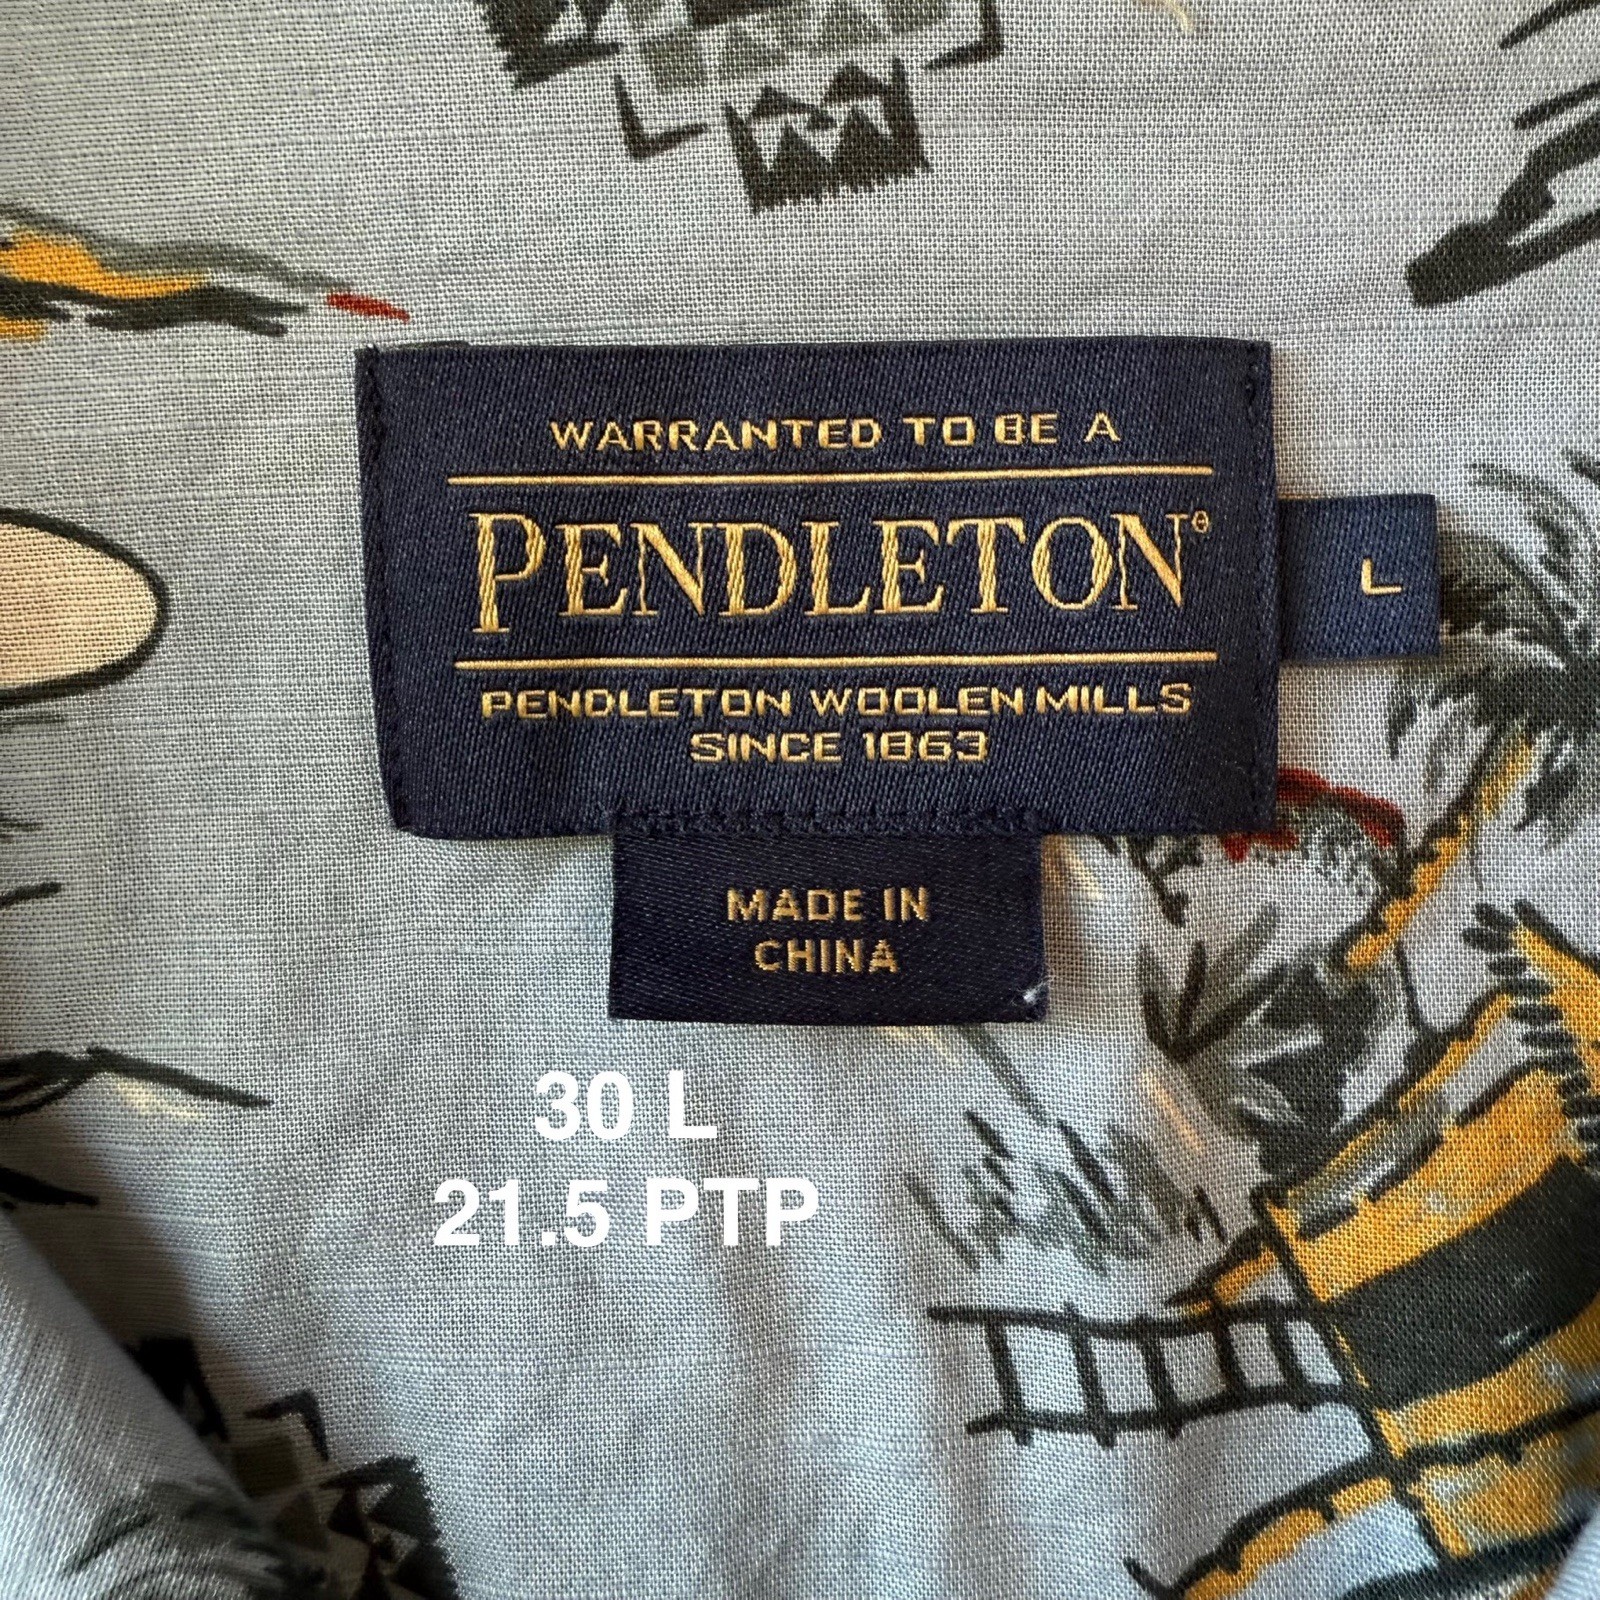 WARRANTED TO BE A
PENDLETON®
L
PENDLETON WOOLEN MILLS
SINCE 1863
MADE IN
CHINA
30 L
21.5 PTP